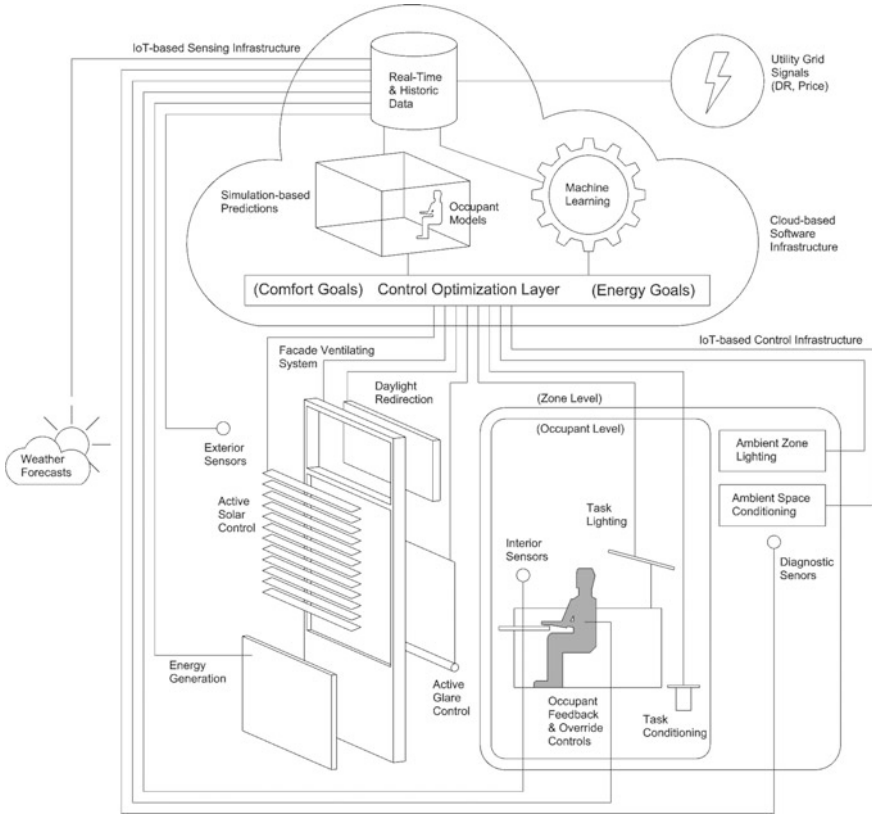 IoT-based Sensing Infrastructure
Real-Time
& Historic
Data
Utility Grid
Signals
(DR, Price)
Simulation-based
Predictions
Occupant
Models
Machine
Learning
Cloud-based
Software
Infrastructure
(Comfort Goals) Control Optimization Layer (Energy Goals)
IoT-based Control Infrastructure
Facade Ventilating
System
Daylight
Redirection
(Zone Level)
(Occupant Level)
Ambient Zone
Lighting
Weather
Forecasts
Exterior
Sensors
Active
Solar
Control
Ambient Space
Conditioning
Task
Lighting
Interior
Sensors
Diagnostic
Senors
Energy
Generation
Active
Glare
Control
Occupant
Feedback
& Override
Controls
Task
Conditioning